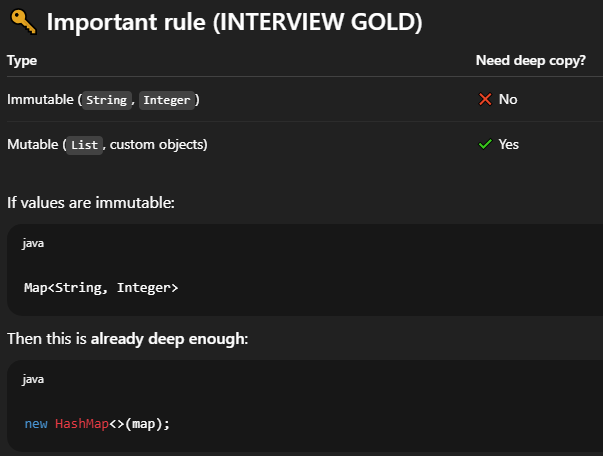 🔑 Important rule (INTERVIEW GOLD)
Type Need deep copy?
Immutable (String, Integer) ❌ No
Mutable (List, custom objects) ✅ Yes
If values are immutable:
java
Map<String, Integer>
Then this is already deep enough:
java
new HashMap<>(map);